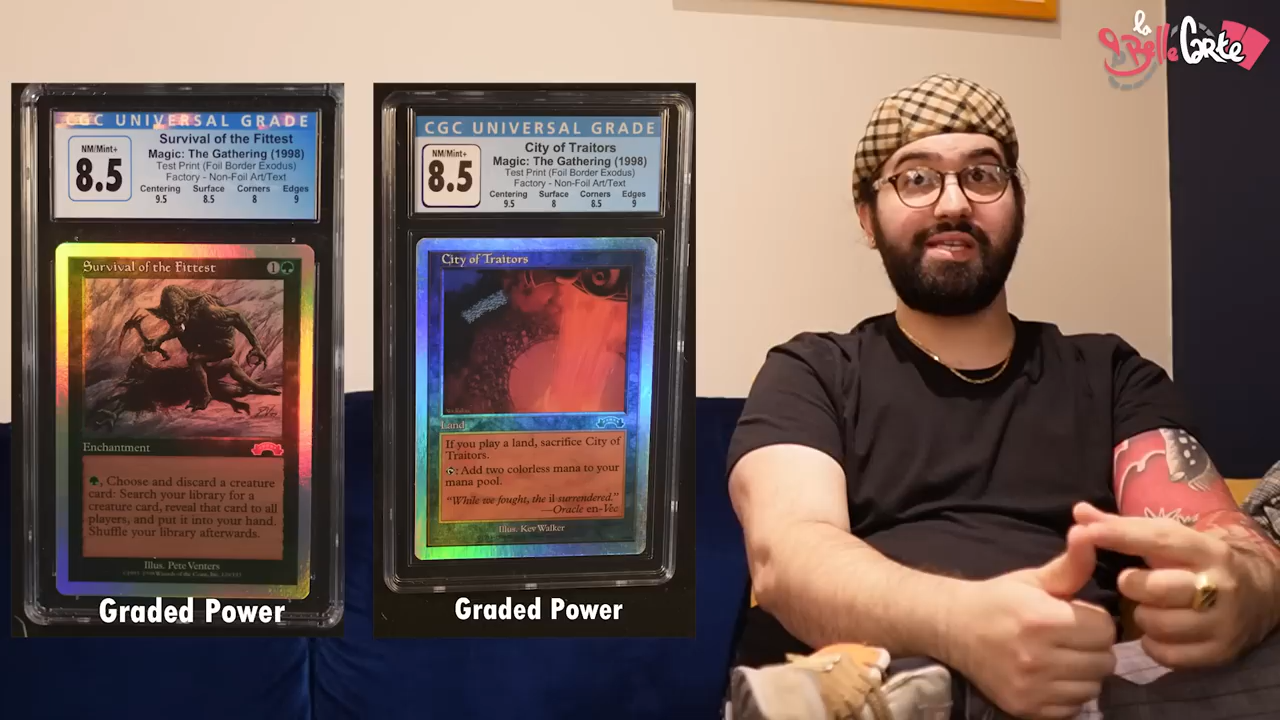 la
Belle Carte
CGC UNIVERSAL GRADE
NM/Mint+
8.5
Survival of the Fittest
Magic: The Gathering (1998)
Test Print (Foil Border Exodus)
Factory - Non-Foil Art/Text
Centering Surface Corners Edges
9.5 8.5 8 9
Survival of the Fittest
1
Enchantment
, Choose and discard a creature
card: Search your library for a
creature card, reveal that card to all
players, and put it into your hand.
Shuffle your library afterwards.
Illus. Pete Venters
Graded Power
CGC UNIVERSAL GRADE
NM/Mint+
8.5
City of Traitors
Magic: The Gathering (1998)
Test Print (Foil Border Exodus)
Factory - Non-Foil Art/Text
Centering Surface Corners Edges
9.5 8 8.5 9
City of Traitors
Land
If you play a land, sacrifice City of
Traitors.
: Add two colorless mana to your
mana pool.
"While we fought, the il surrendered."
—Oracle en-Vec
Illus. Kev Walker
Graded Power